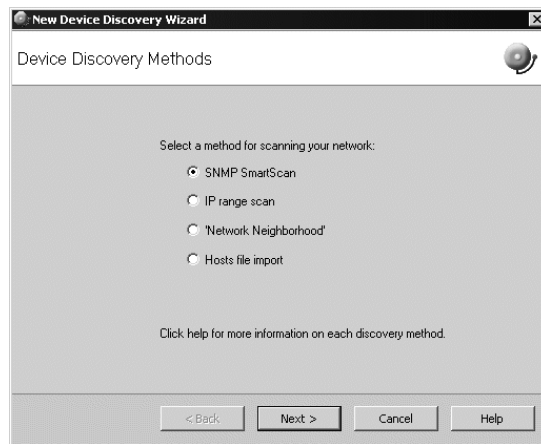 New Device Discovery Wizard
Device Discovery Methods
Select a method for scanning your network:
SNMP SmartScan
IP range scan
'Network Neighborhood'
Hosts file import
Click help for more information on each discovery method.
< Back Next > Cancel Help